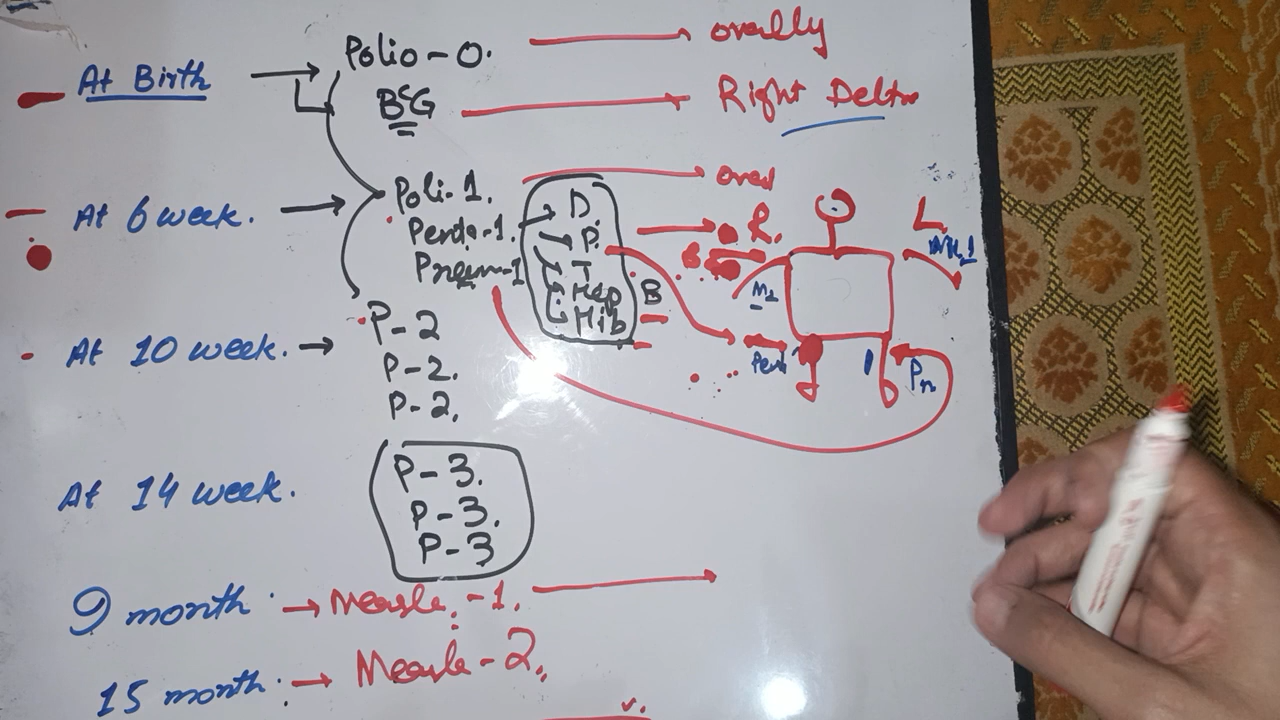 At Birth → Polio-0. → orally
BCG → Right Delto
At 6 week. → Poli-1. → oral
Penta-1. → D. → R. L.
Pneum-1 P.
T
Hep B
Hib
M1
At 10 week. → P-2
P-2.
P-2.
Pent Pn
At 14 week. P-3.
P-3.
P-3
9 month → Measle.-1. →
15 month → Measle-2.